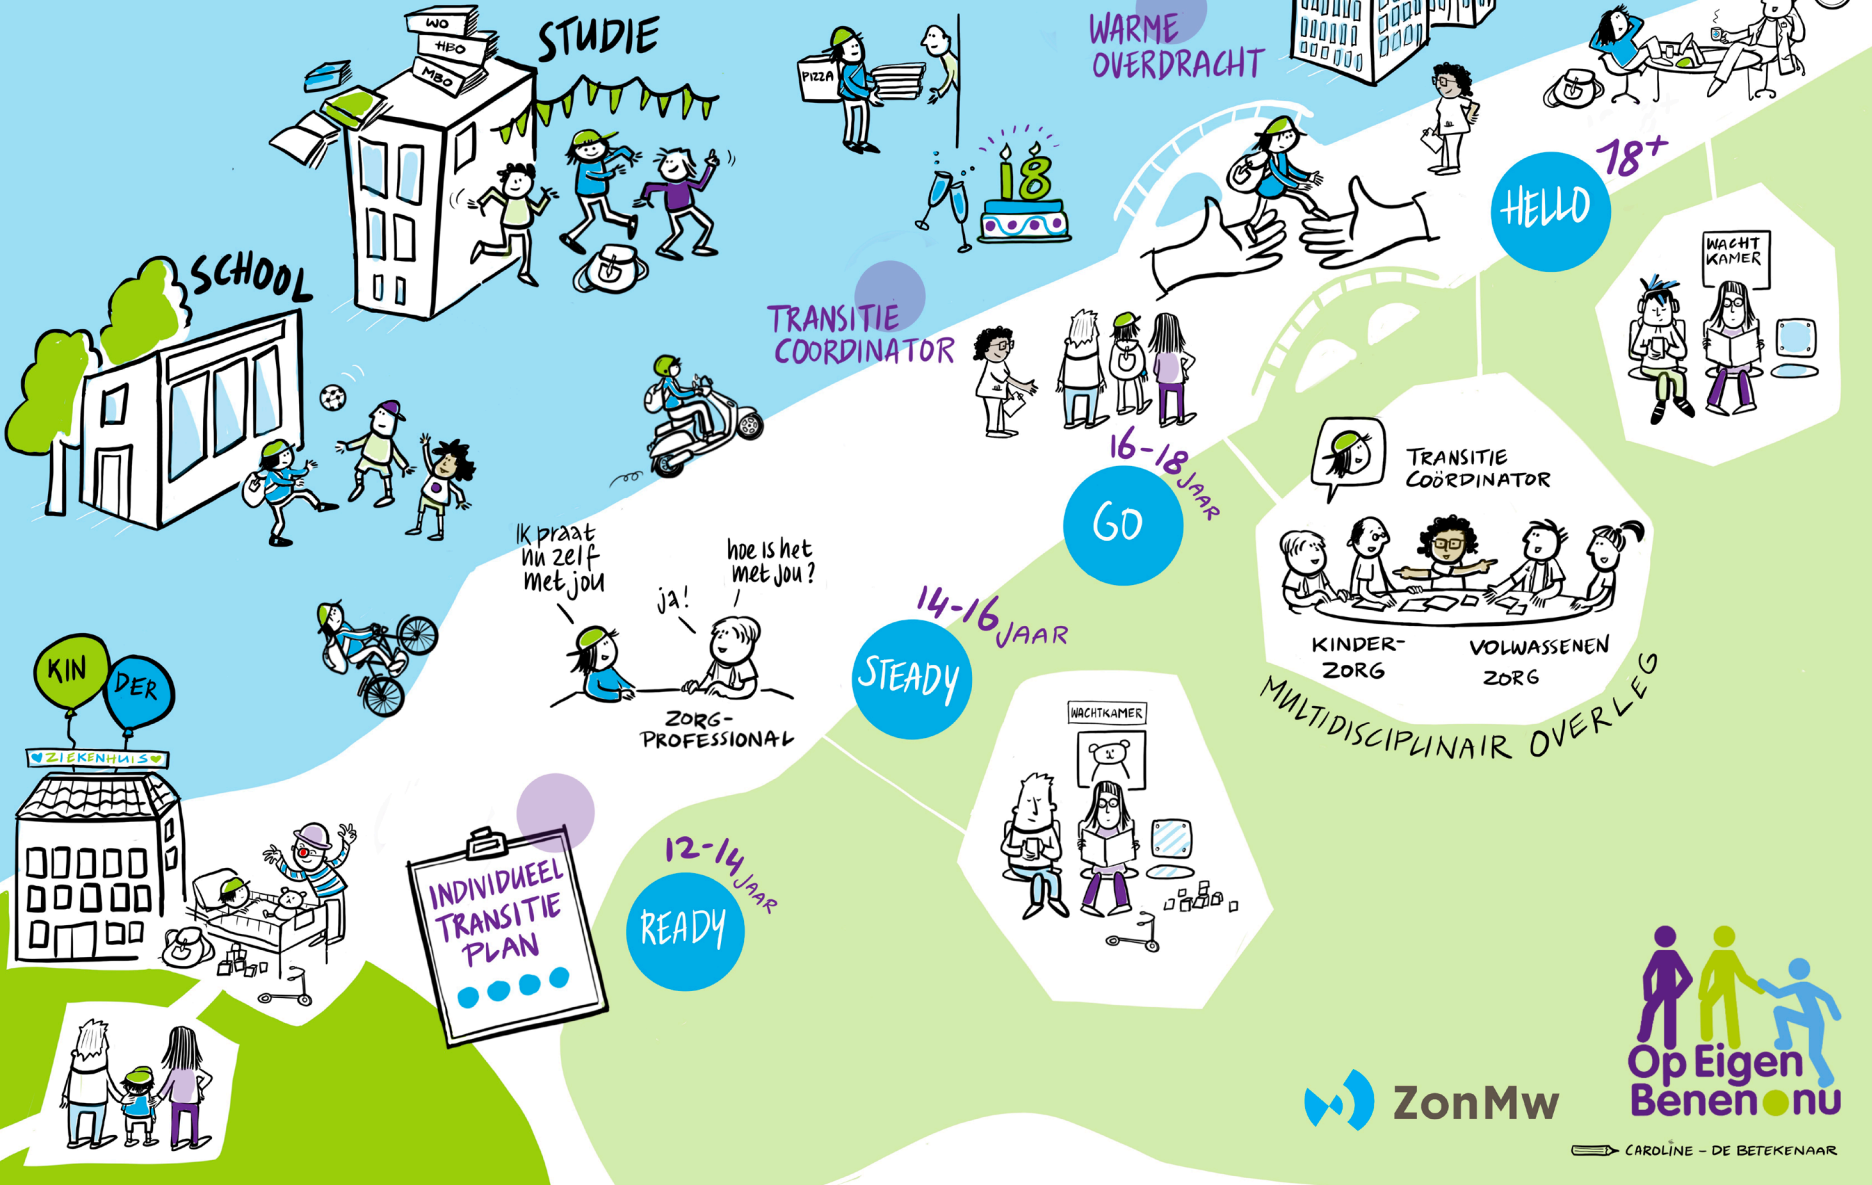 WO
HBO
MBO
STUDIE
PIZZA
WARME
OVERDRACHT
18
18+
HELLO
WACHT
KAMER
SCHOOL
TRANSITIE
COORDINATOR
16-18 JAAR
GO
TRANSITIE
COÖRDINATOR
KINDER-
ZORG
VOLWASSENEN
ZORG
MULTIDISCIPLINAIR OVERLEG
Ik praat
nu zelf
met jou
ja!
hoe is het
met jou?
ZORG-
PROFESSIONAL
14-16 JAAR
STEADY
WACHTKAMER
KIN
DER
ZIEKENHUIS
INDIVIDUEEL
TRANSITIE
PLAN
12-14 JAAR
READY
ZonMw
Op Eigen
Benen nu
CAROLINE - DE BETEKENAAR